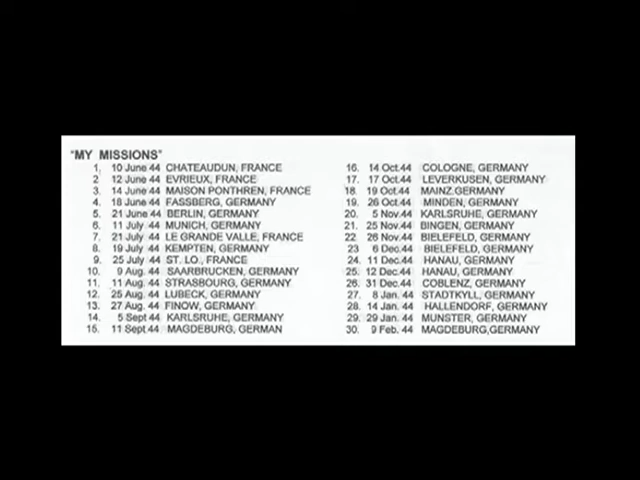 "MY MISSIONS"
1. 10 June 44 CHATEAUDUN, FRANCE
2 12 June 44 EVRIEUX, FRANCE
3. 14 June 44 MAISON PONTHREN, FRANCE
4. 18 June 44 FASSBERG, GERMANY
5. 21 June 44 BERLIN, GERMANY
6. 11 July 44 MUNICH, GERMANY
7. 21 July 44 LE GRANDE VALLE, FRANCE
8. 19 July 44 KEMPTEN, GERMANY
9. 25 July 44 ST. LO., FRANCE
10. 9 Aug. 44 SAARBRUCKEN, GERMANY
11. 11 Aug. 44 STRASBOURG, GERMANY
12. 25 Aug. 44 LUBECK, GERMANY
13. 27 Aug. 44 FINOW, GERMANY
14. 5 Sept 44 KARLSRUHE, GERMANY
15. 11 Sept 44 MAGDEBURG, GERMAN
16. 14 Oct.44 COLOGNE, GERMANY
17. 17 Oct.44 LEVERKUSEN, GERMANY
18. 19 Oct.44 MAINZ.GERMANY
19. 26 Oct.44 MINDEN, GERMANY
20. 5 Nov.44 KARLSRUHE, GERMANY
21. 25 Nov.44 BINGEN, GERMANY
22 26 Nov.44 BIELEFELD, GERMANY
23 6 Dec.44 BIELEFELD, GERMANY
24. 11 Dec.44 HANAU, GERMANY
25. 12 Dec.44 HANAU, GERMANY
26. 31 Dec.44 COBLENZ, GERMANY
27. 8 Jan. 44 STADTKYLL, GERMANY
28. 14 Jan. 44 HALLENDORF, GERMANY
29. 29 Jan. 44 MUNSTER, GERMANY
30. 9 Feb. 44 MAGDEBURG,GERMANY